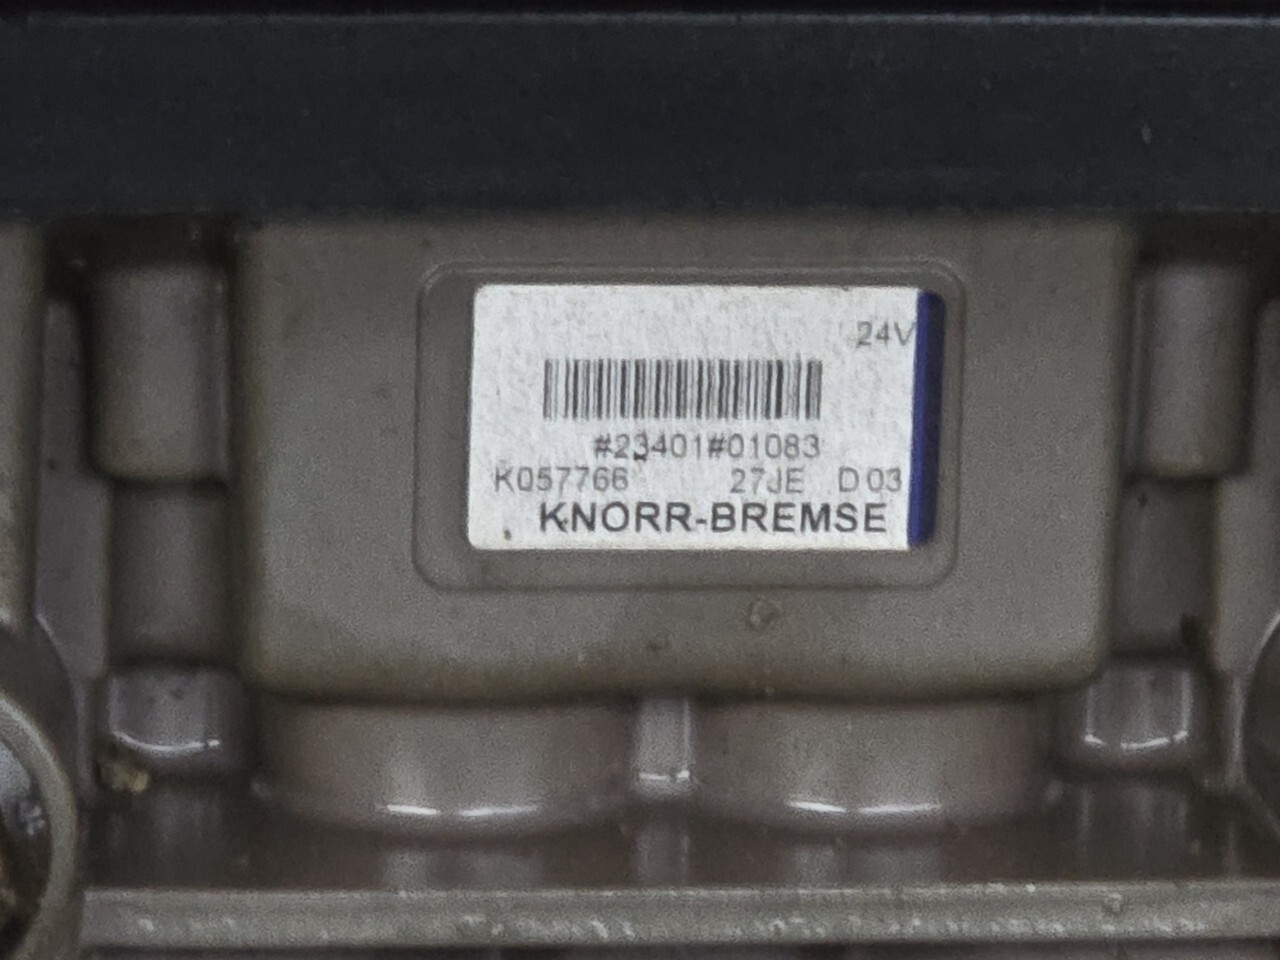 24V
#23401#01083
K057766 27JE D03
KNORR-BREMSE